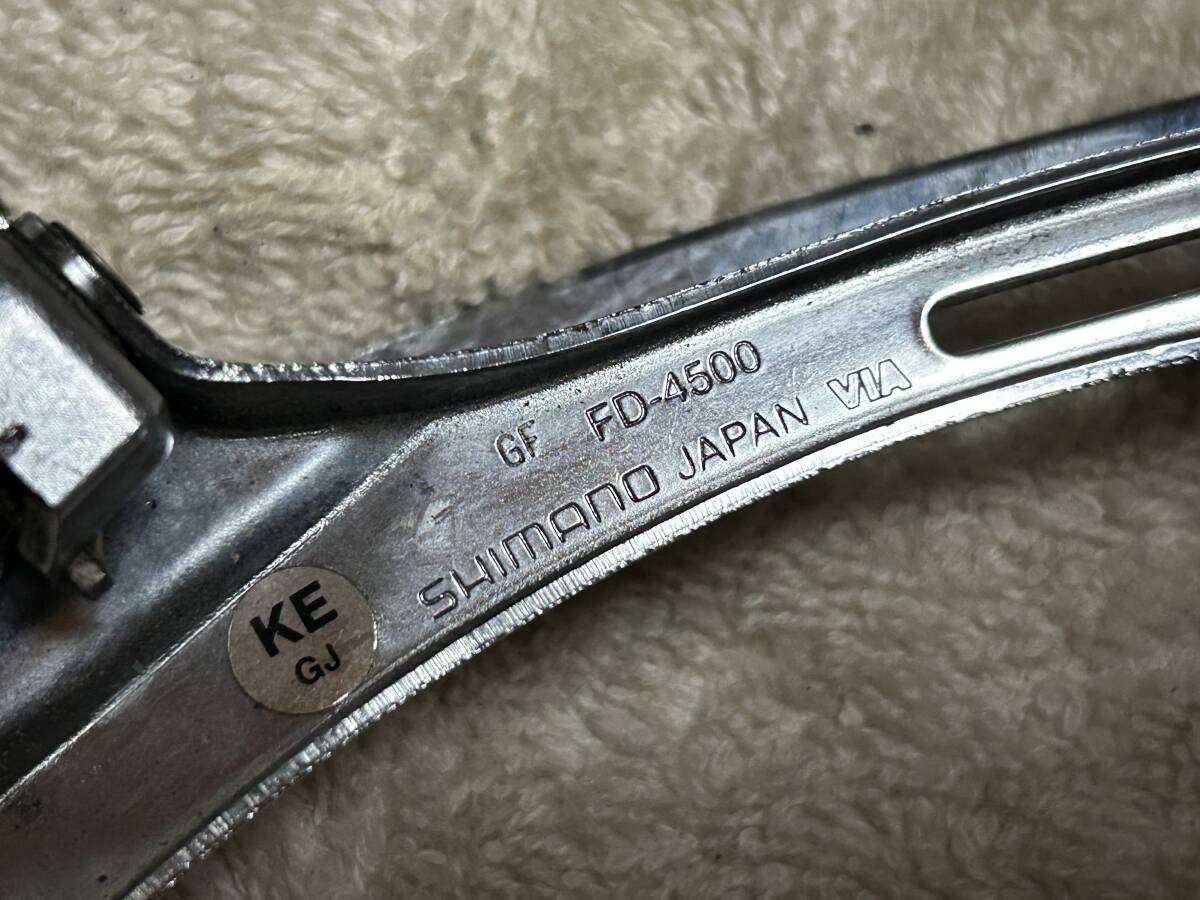 GF FD-4500
SHIMANO JAPAN VIA
KE
GJ